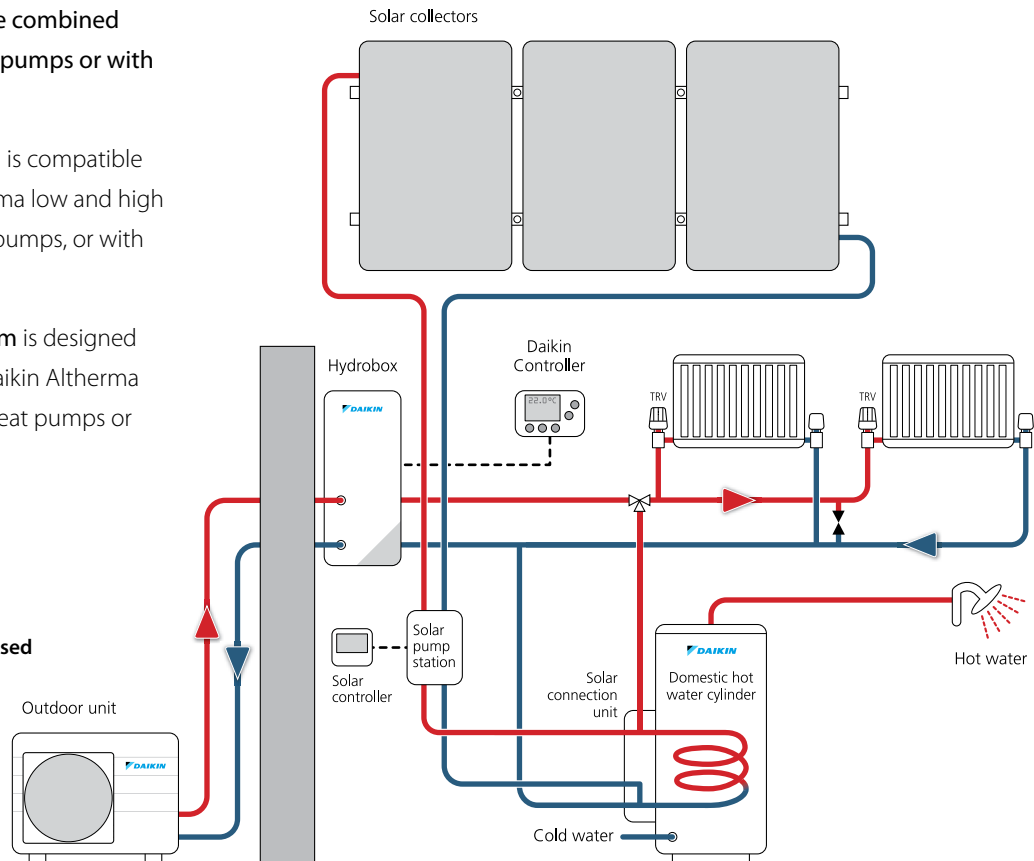 e combined
pumps or with
is compatible
ma low and high
pumps, or with
m is designed
aikin Altherma
eat pumps or
sed
Solar collectors
Hydrobox
DAIKIN
Daikin
Controller
22.0°C
TRV
TRV
Solar
pump
station
Solar
controller
Outdoor unit
DAIKIN
Solar
connection
unit
DAIKIN
Domestic hot
water cylinder
Hot water
Cold water